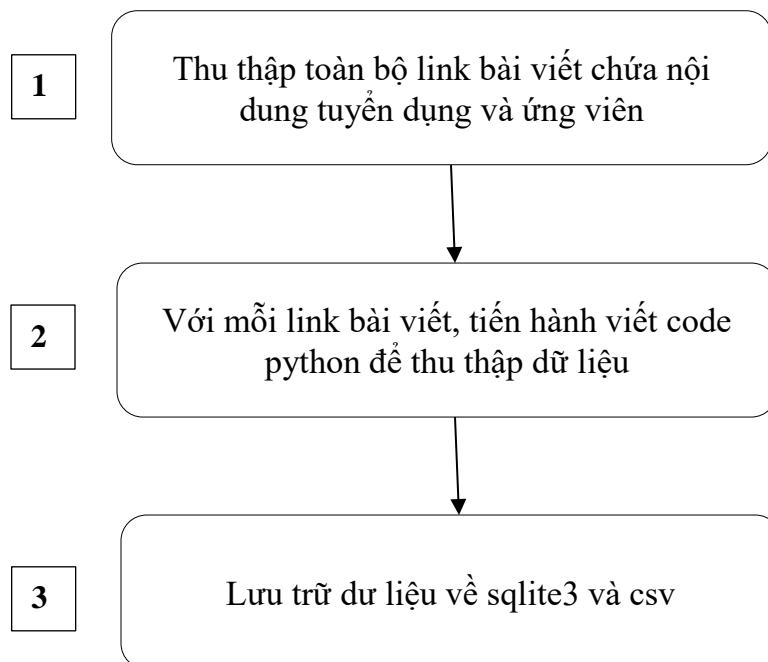 1
Thu thập toàn bộ link bài viết chứa nội
dung tuyển dụng và ứng viên
2
Với mỗi link bài viết, tiến hành viết code
python để thu thập dữ liệu
3
Lưu trữ dư liệu về sqlite3 và csv